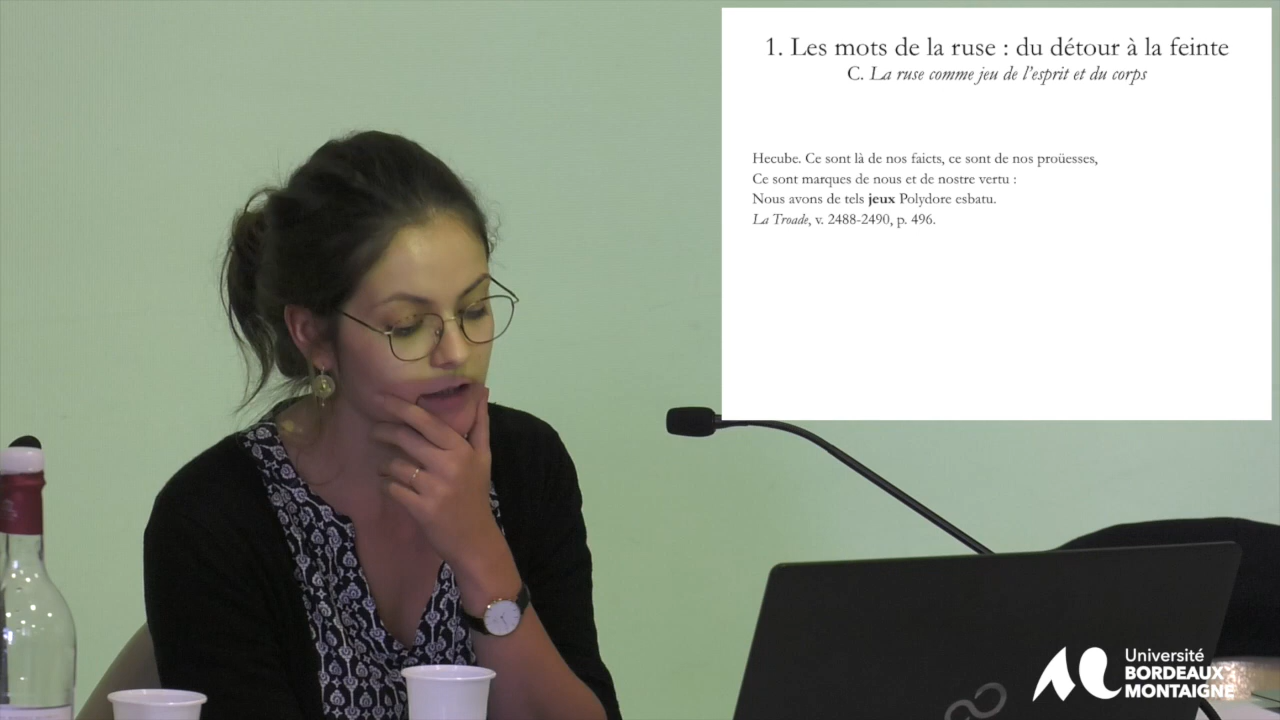 1. Les mots de la ruse : du détour à la feinte
C. La ruse comme jeu de l'esprit et du corps
Hecube. Ce sont là de nos faicts, ce sont de nos proüesses,
Ce sont marques de nous et de nostre vertu :
Nous avons de tels jeux Polydore esbatu.
La Troade, v. 2488-2490, p. 496.
Université
BORDEAUX
MONTAIGNE